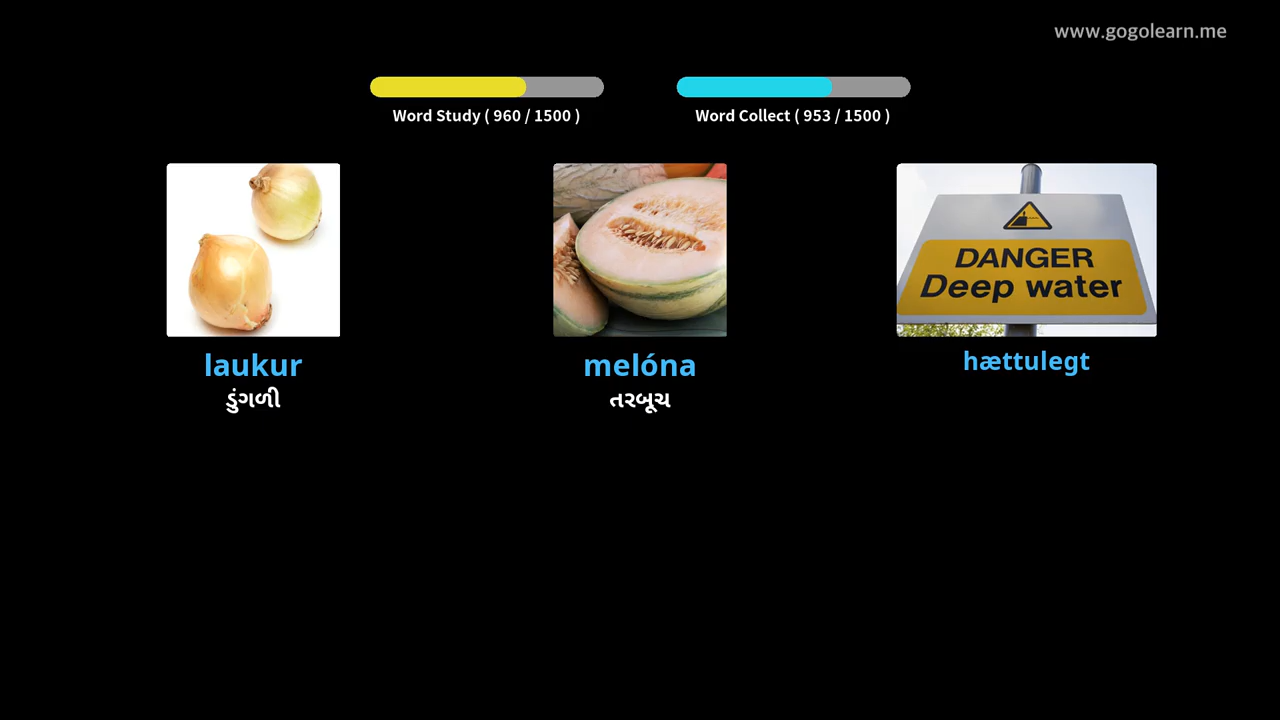 www.gogolearn.me
Word Study ( 960 / 1500 )
Word Collect ( 953 / 1500 )
DANGER
Deep water
laukur
melóna
hættulegt
ડુંગળી
તરબૂચ